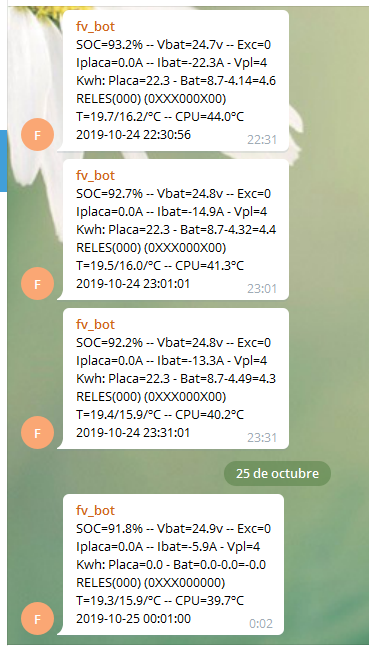 fv_bot
SOC=93.2% -- Vbat=24.7v -- Exc=0
Iplaca=0.0A -- Ibat=-22.3A - Vpl=4
Kwh: Placa=22.3 - Bat=8.7-4.14=4.6
RELES(000) (0XXX000X00)
T=19.7/16.2/ºC -- CPU=44.0ºC
2019-10-24 22:30:56
22:31
F
fv_bot
SOC=92.7% -- Vbat=24.8v -- Exc=0
Iplaca=0.0A -- Ibat=-14.9A - Vpl=4
Kwh: Placa=22.3 - Bat=8.7-4.32=4.4
RELES(000) (0XXX000X00)
T=19.5/16.0/ºC -- CPU=41.3ºC
2019-10-24 23:01:01
23:01
F
fv_bot
SOC=92.2% -- Vbat=24.8v -- Exc=0
Iplaca=0.0A -- Ibat=-13.3A - Vpl=4
Kwh: Placa=22.3 - Bat=8.7-4.49=4.3
RELES(000) (0XXX000X00)
T=19.4/15.9/ºC -- CPU=40.2ºC
2019-10-24 23:31:01
23:31
F
25 de octubre
fv_bot
SOC=91.8% -- Vbat=24.9v -- Exc=0
Iplaca=0.0A -- Ibat=-5.9A - Vpl=4
Kwh: Placa=0.0 - Bat=0.0-0.0=-0.0
RELES(000) (0XXX000000)
T=19.3/15.9/ºC -- CPU=39.7ºC
2019-10-25 00:01:00
0:02
F